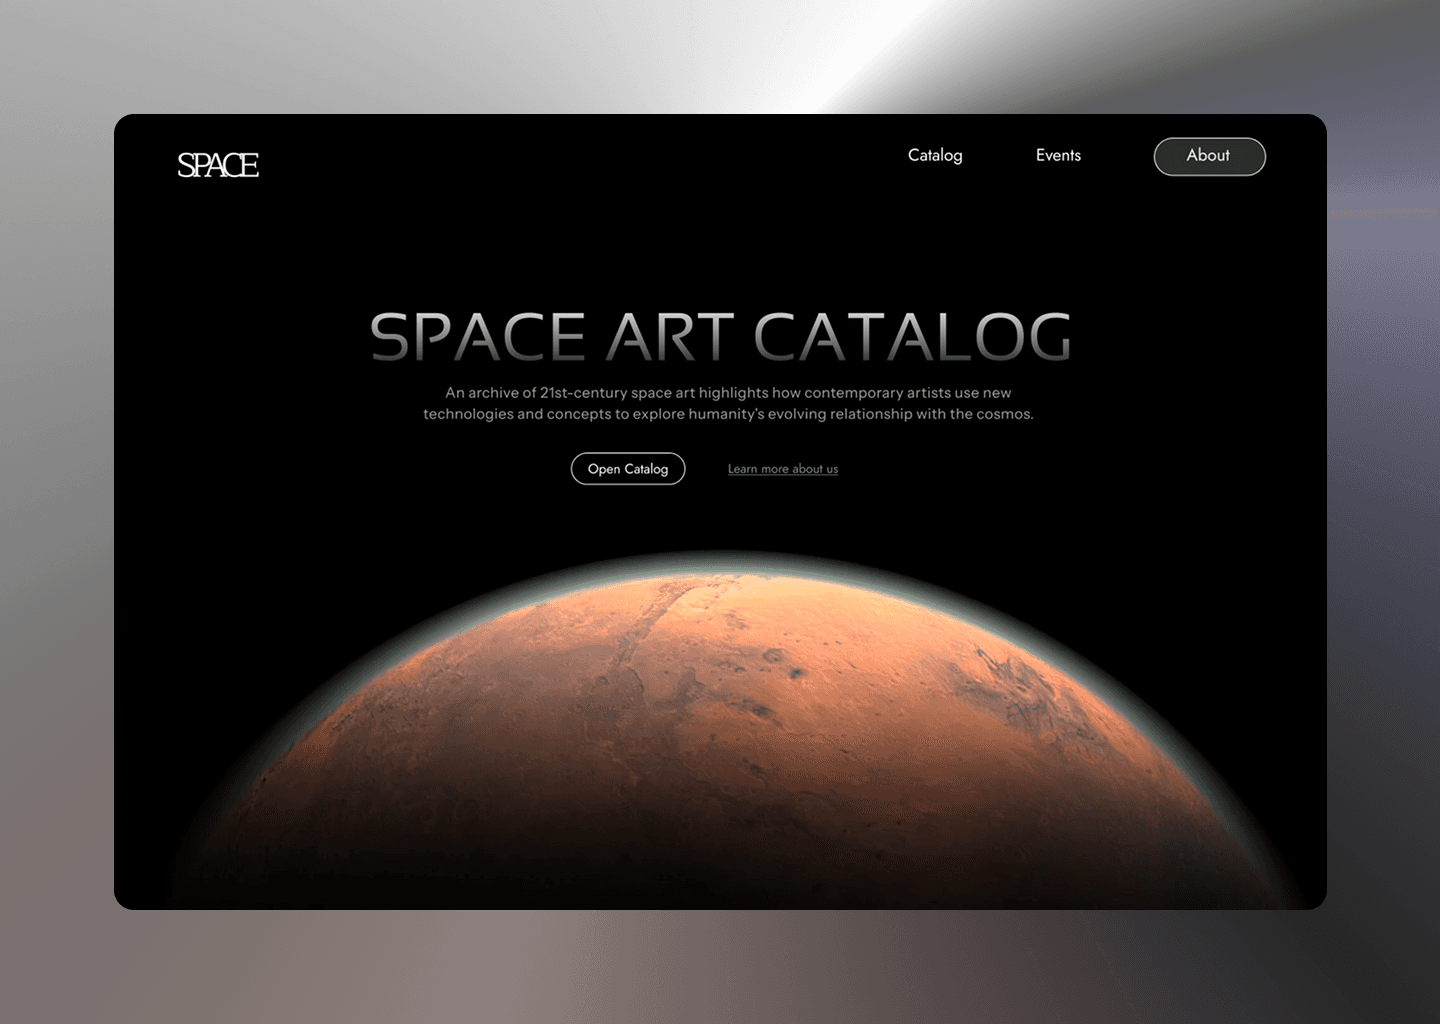 SPACE
Catalog
Events
About
SPACE ART CATALOG
An archive of 21st-century space art highlights how contemporary artists use new
technologies and concepts to explore humanity's evolving relationship with the cosmos.
Open Catalog
Learn more about us